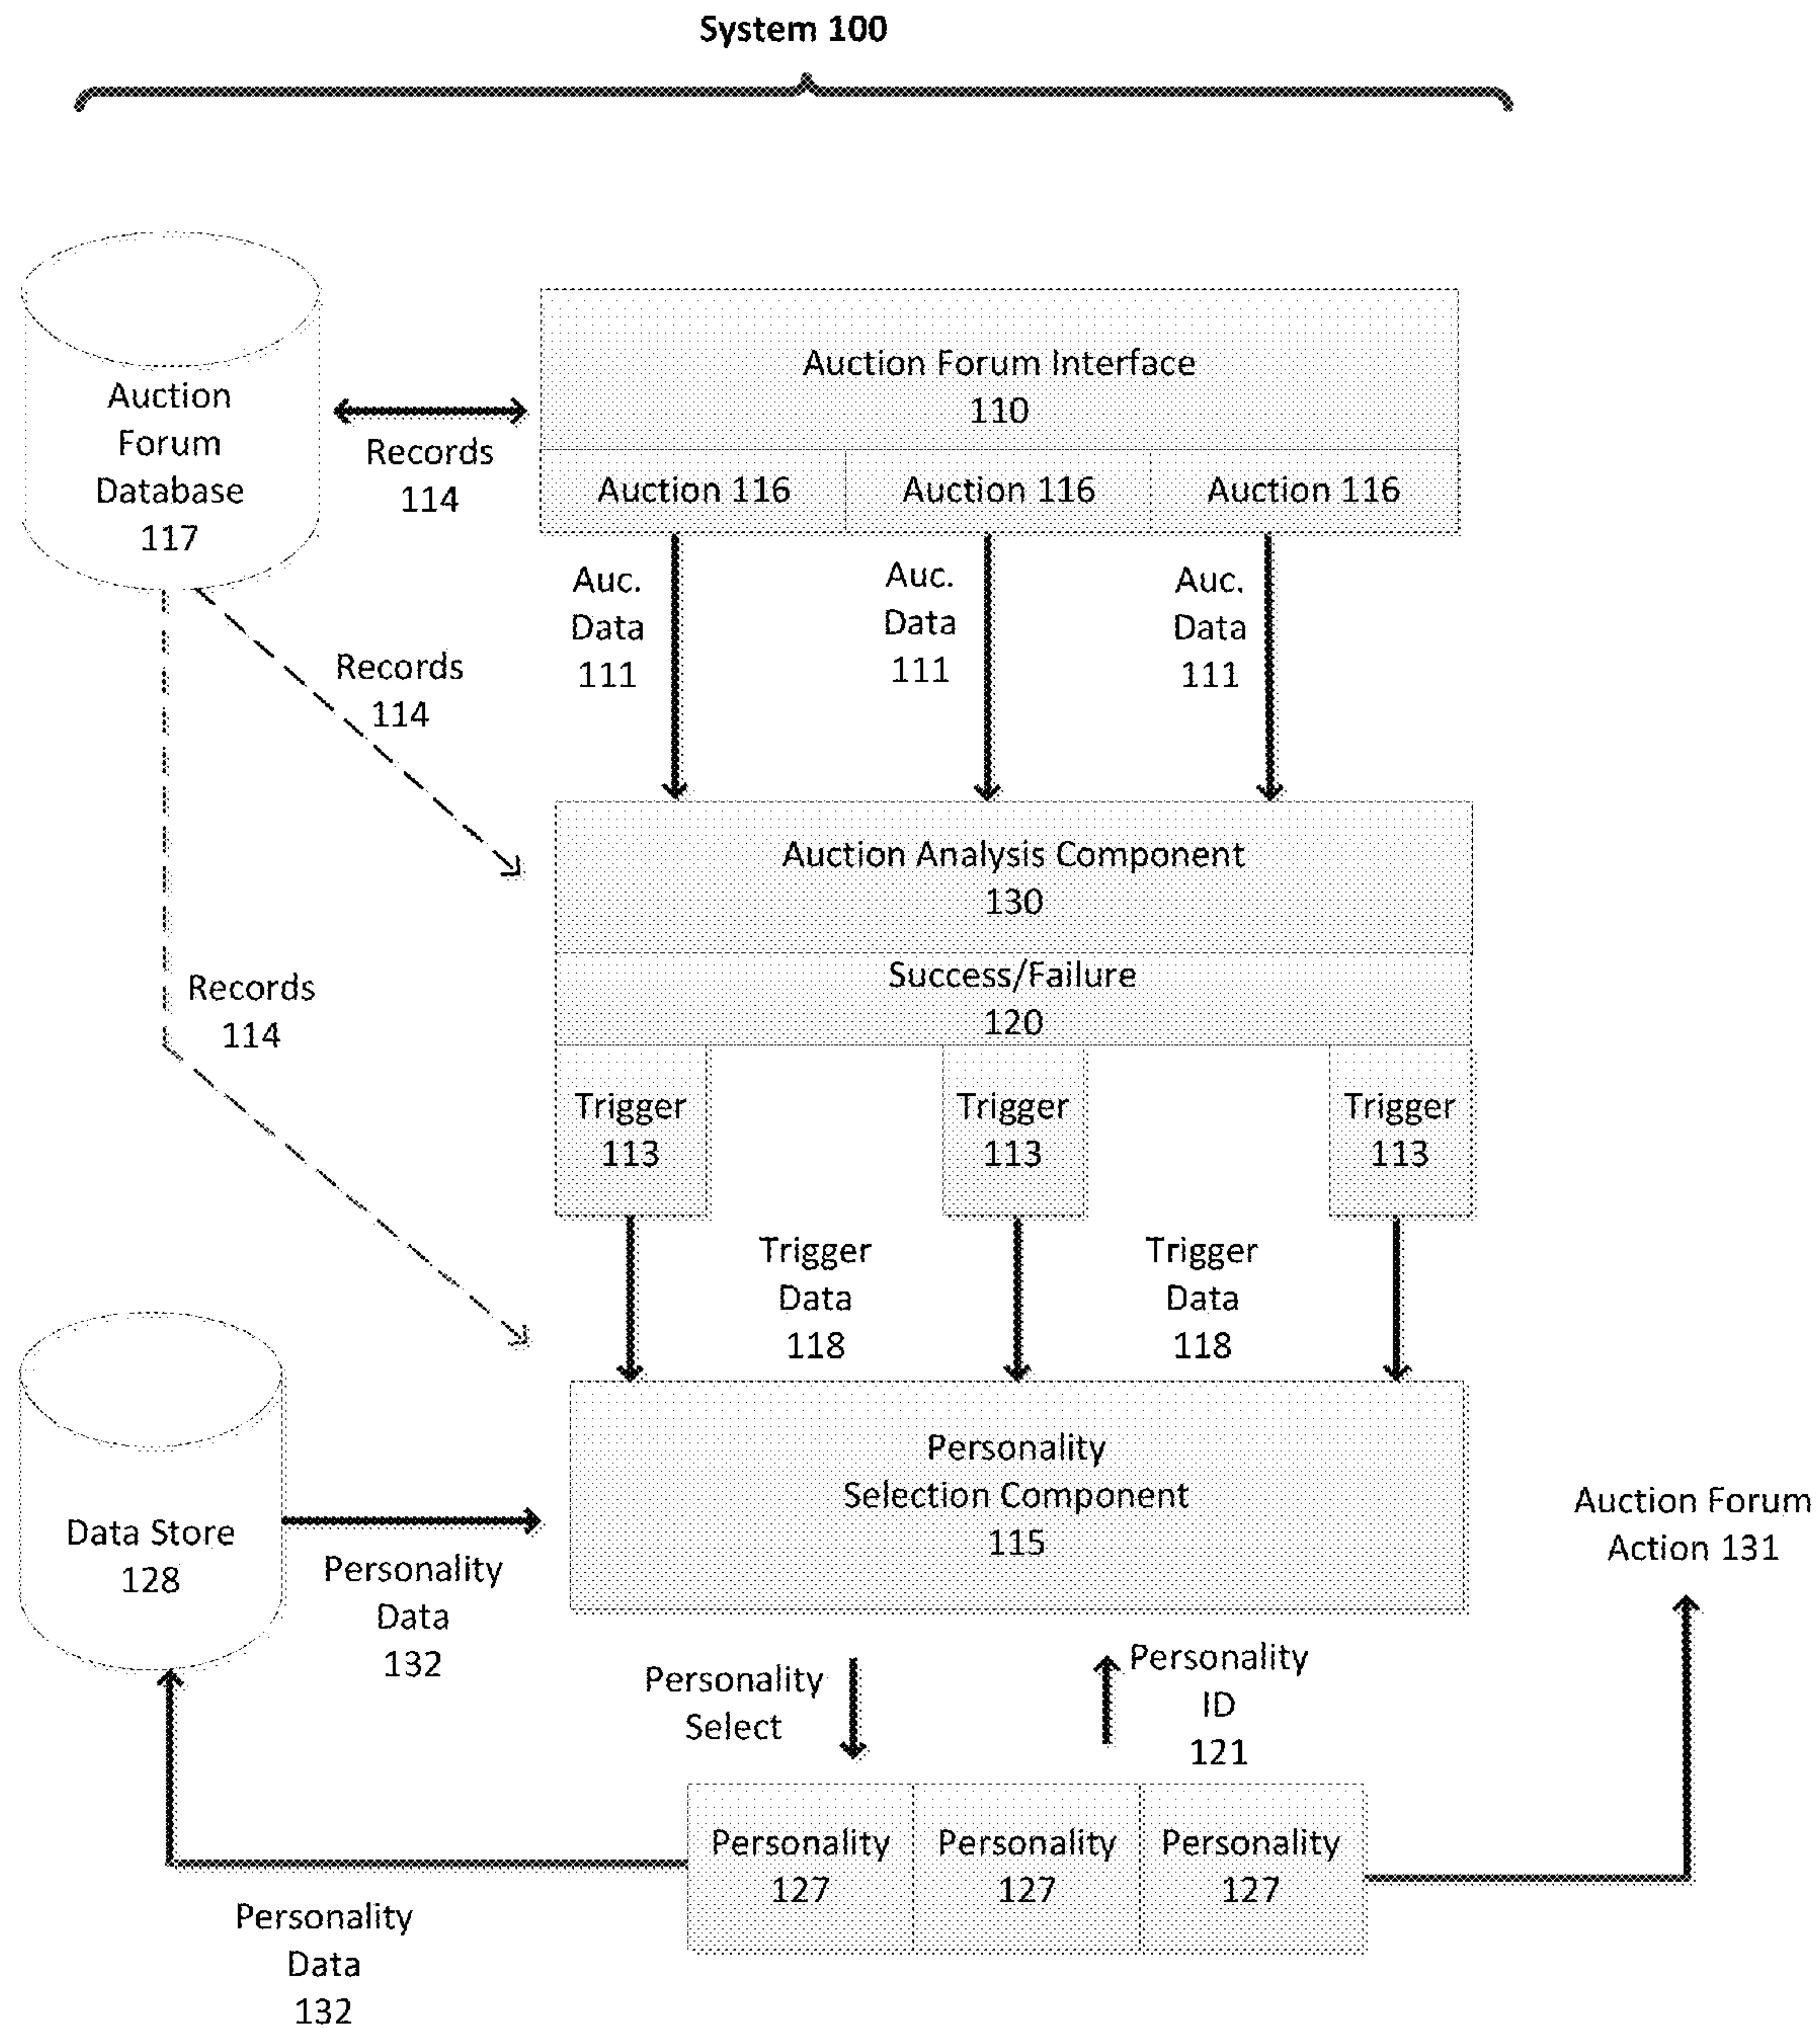 System 100
Auction
Forum
Database
117
Records
114
Auction Forum Interface
110
Auction 116
Auction 116
Auction 116
Auc.
Data
111
Auc.
Data
111
Auc.
Data
111
Records
114
Auction Analysis Component
130
Success/Failure
120
Records
114
Trigger
113
Trigger
113
Trigger
113
Trigger
Data
118
Trigger
Data
118
Personality
Selection Component
115
Data Store
128
Personality
Data
132
Auction Forum
Action 131
Personality
Select
Personality
ID
121
Personality
127
Personality
127
Personality
127
Personality
Data
132